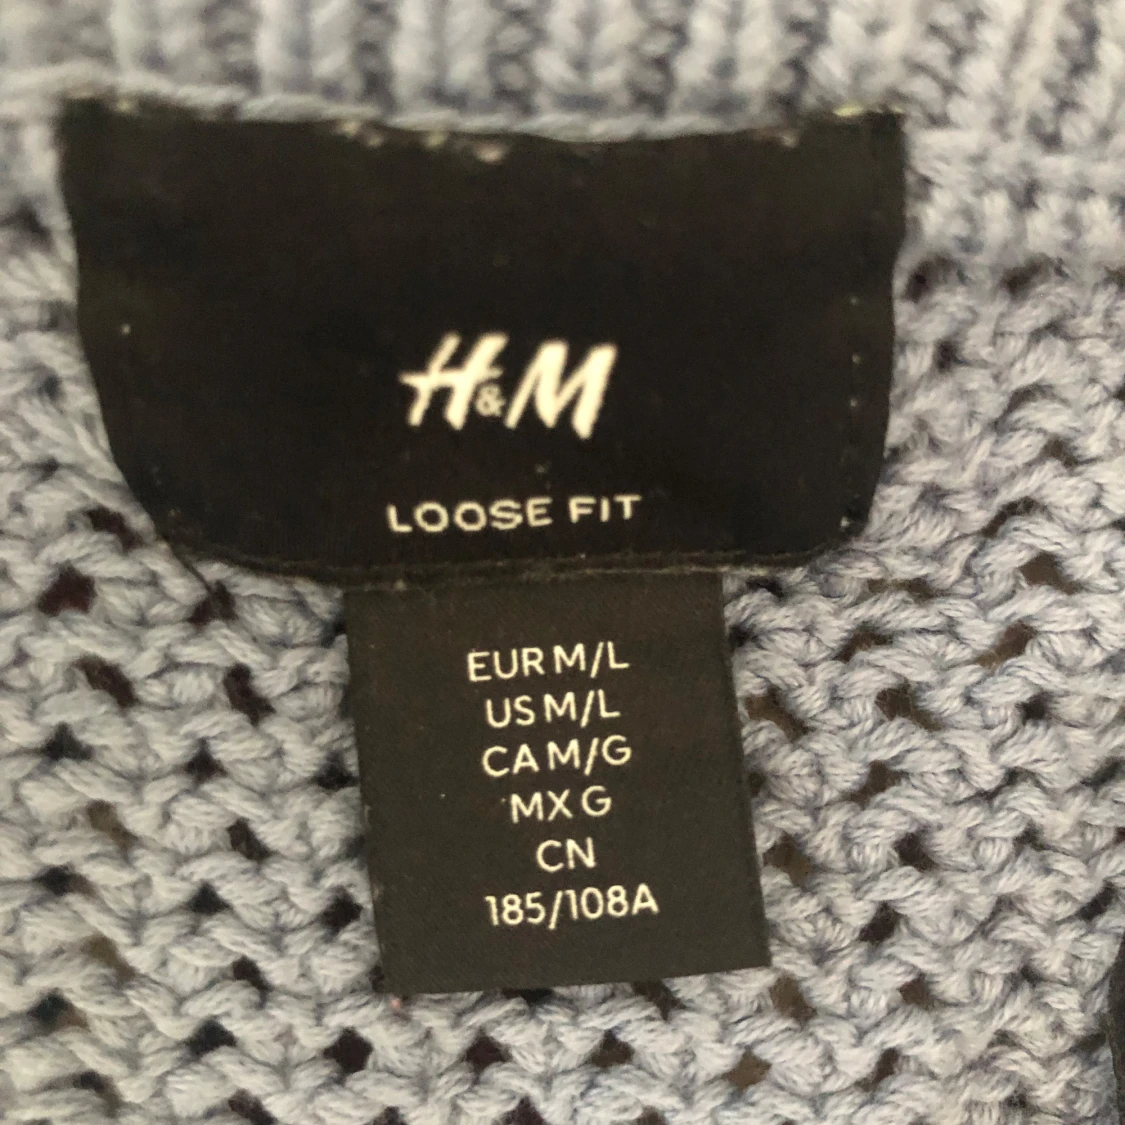 H&M
LOOSE FIT
EUR M/L
US M/L
CA M/G
MX G
CN
185/108A